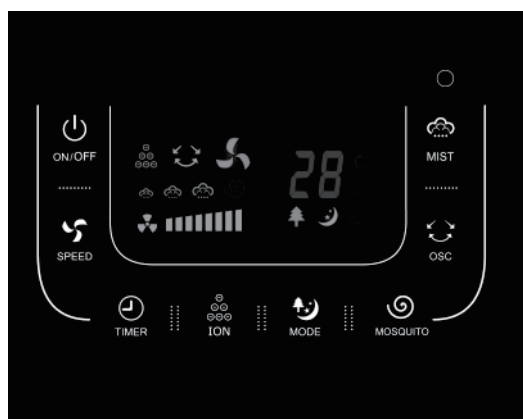 ON/OFF
28
MIST
SPEED
OSC
TIMER
ION
MODE
MOSQUITO